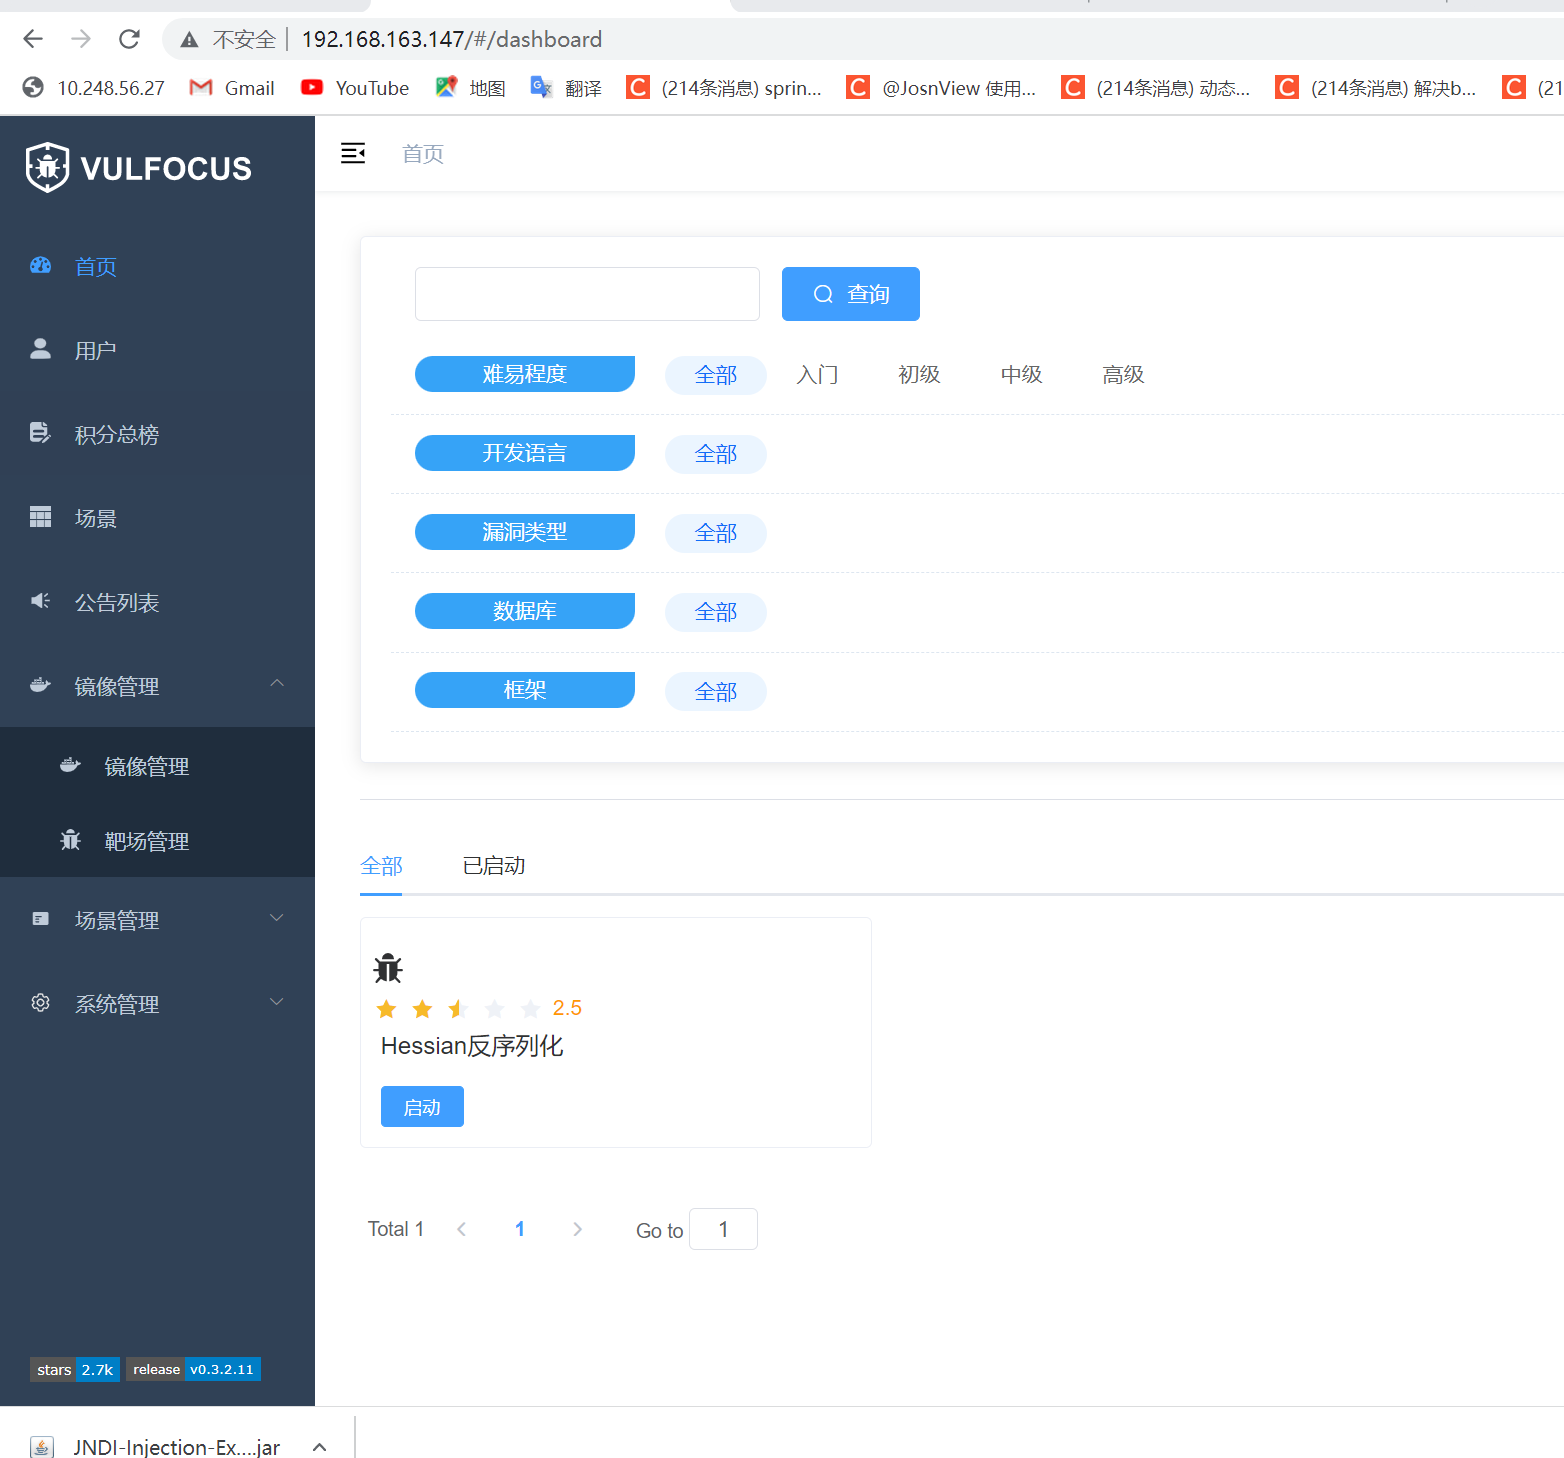 不安全 192.168.163.147/#/dashboard
10.248.56.27 Gmail YouTube 地图 翻译 (214条消息) sprin... @JosnView 使用... (214条消息) 动态... (214条消息) 解决b... (21
VULFOCUS
首页
首页
用户
积分总榜
场景
公告列表
镜像管理
镜像管理
靶场管理
场景管理
系统管理
stars 2.7k release v0.3.2.11
查询
难易程度 全部 入门 初级 中级 高级
开发语言 全部
漏洞类型 全部
数据库 全部
框架 全部
全部 已启动
2.5
Hessian反序列化
启动
Total 1 1 Go to 1
JNDI-Injection-Ex....jar